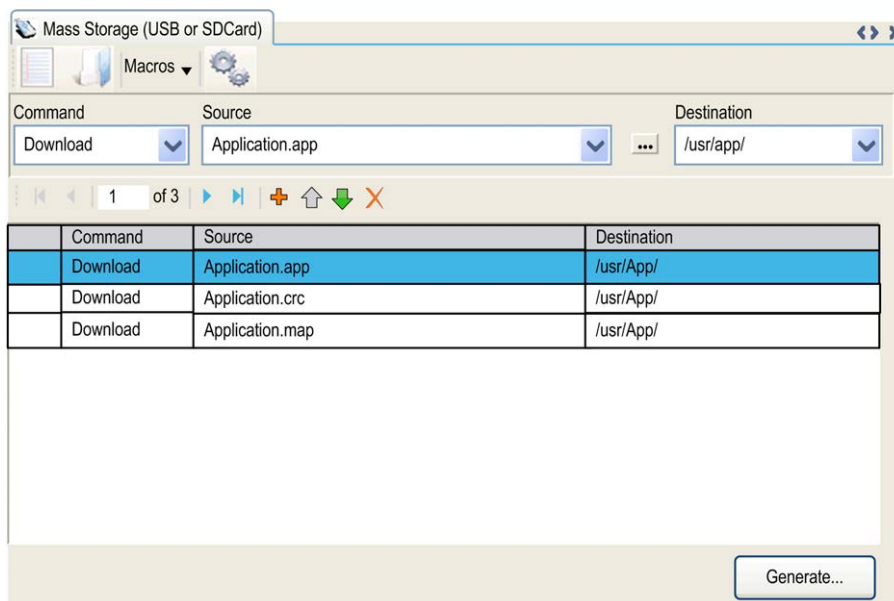 Mass Storage (USB or SDCard)
Macros
Command Source Destination
Download Application.app ... /usr/app/
1 of 3
Command Source Destination
Download Application.app /usr/App/
Download Application.crc /usr/App/
Download Application.map /usr/App/
Generate...